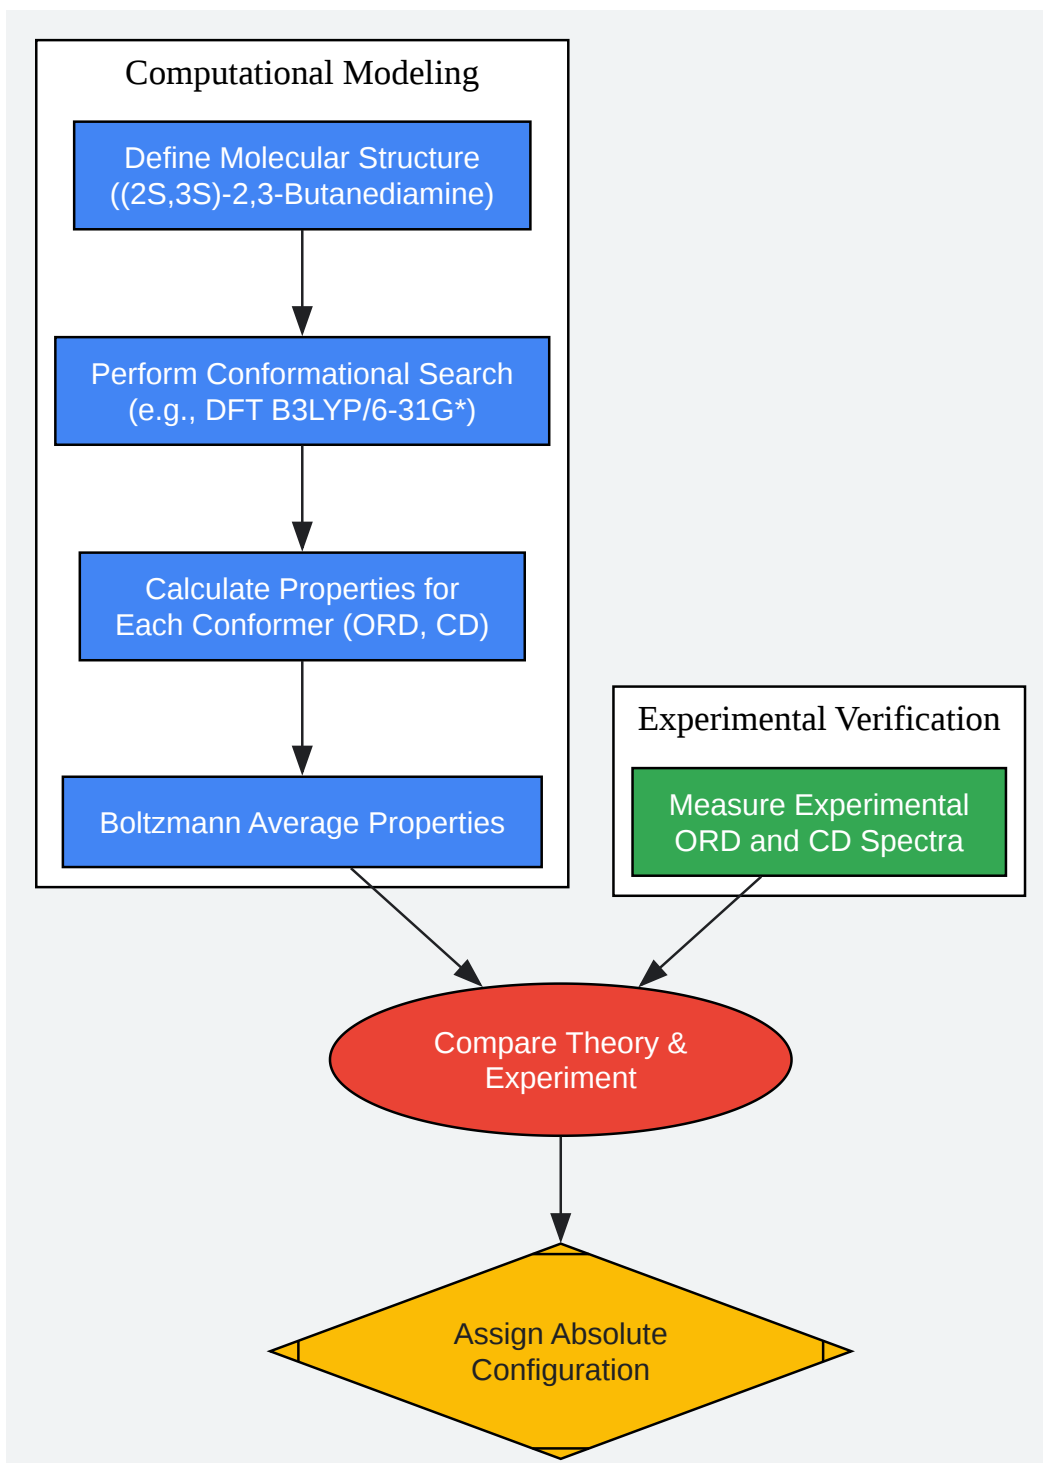 Computational Modeling
Define Molecular Structure
((2S,3S)-2,3-Butanediamine)
Perform Conformational Search
(e.g., DFT B3LYP/6-31G*)
Calculate Properties for
Each Conformer (ORD, CD)
Boltzmann Average Properties
Experimental Verification
Measure Experimental
ORD and CD Spectra
Compare Theory &
Experiment
Assign Absolute
Configuration